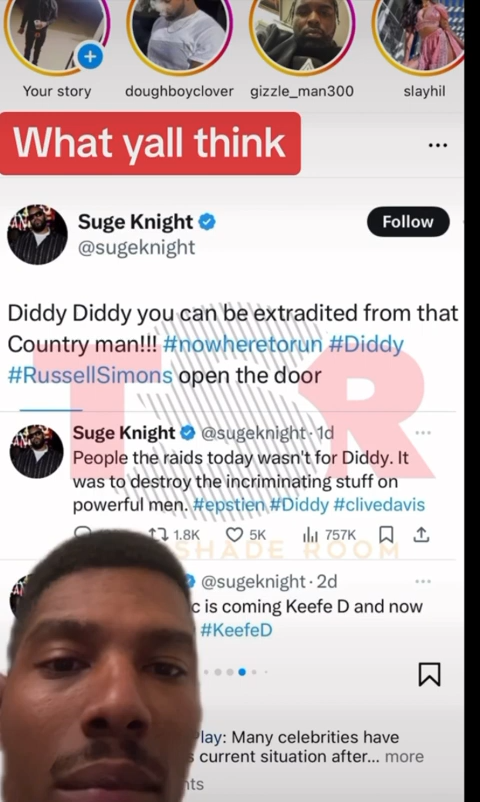 Your story
doughboyclover
gizzle_man300
slayhil
What yall think
Suge Knight
@sugeknight
Follow
Diddy Diddy you can be extradited from that
Country man!!! #nowheretorun #Diddy
#RussellSimons open the door
TSR
Suge Knight @sugeknight · 1d
People the raids today wasn't for Diddy. It
was to destroy the incriminating stuff on
powerful men. #epstien #Diddy #clivedavis
1.8K 5K 757K
SHADE ROOM
@sugeknight · 2d
c is coming Keefe D and now
#KeefeD
Play: Many celebrities have
s current situation after... more
nts